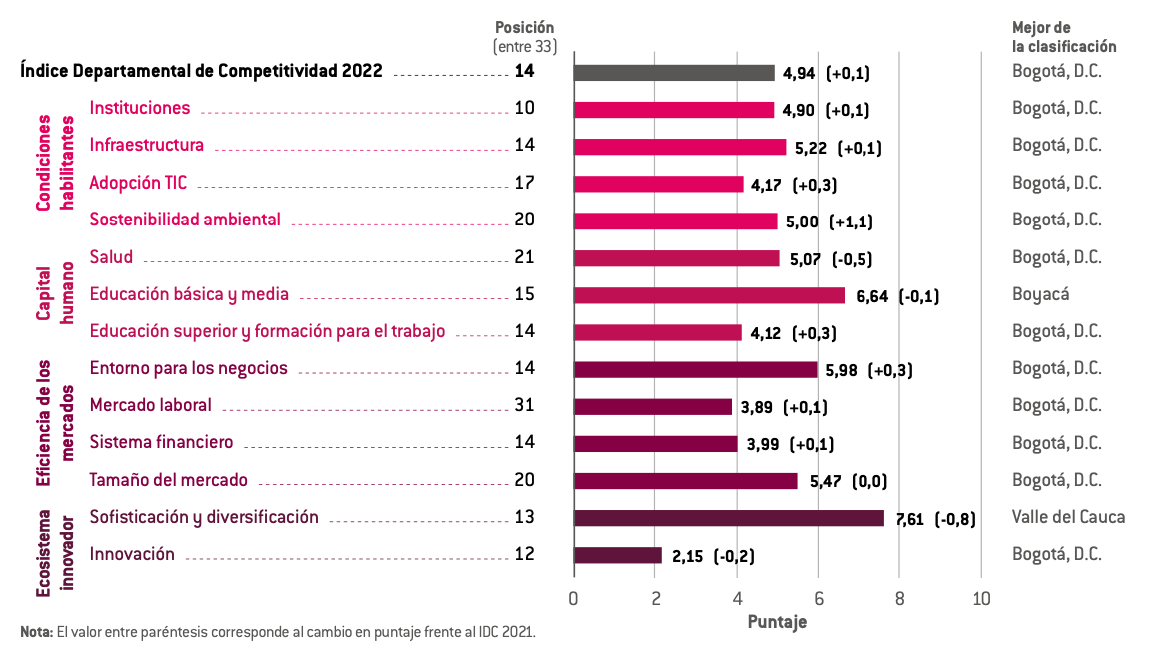 Posición
(entre 33)
Mejor de
la clasificación
Índice Departamental de Competitividad 2022 14 4,94 (+0,1) Bogotá, D.C.
Condiciones
habilitantes
Instituciones 10 4,90 (+0,1) Bogotá, D.C.
Infraestructura 14 5,22 (+0,1) Bogotá, D.C.
Adopción TIC 17 4,17 (+0,3) Bogotá, D.C.
Sostenibilidad ambiental 20 5,00 (+1,1) Bogotá, D.C.
Capital
humano
Salud 21 5,07 (-0,5) Bogotá, D.C.
Educación básica y media 15 6,64 (-0,1) Boyacá
Educación superior y formación para el trabajo 14 4,12 (+0,3) Bogotá, D.C.
Eficiencia de los
mercados
Entorno para los negocios 14 5,98 (+0,3) Bogotá, D.C.
Mercado laboral 31 3,89 (+0,1) Bogotá, D.C.
Sistema financiero 14 3,99 (+0,1) Bogotá, D.C.
Tamaño del mercado 20 5,47 (0,0) Bogotá, D.C.
Ecosistema
innovador
Sofisticación y diversificación 13 7,61 (-0,8) Valle del Cauca
Innovación 12 2,15 (-0,2) Bogotá, D.C.
0 2 4 6 8 10
Puntaje
Nota: El valor entre paréntesis corresponde al cambio en puntaje frente al IDC 2021.